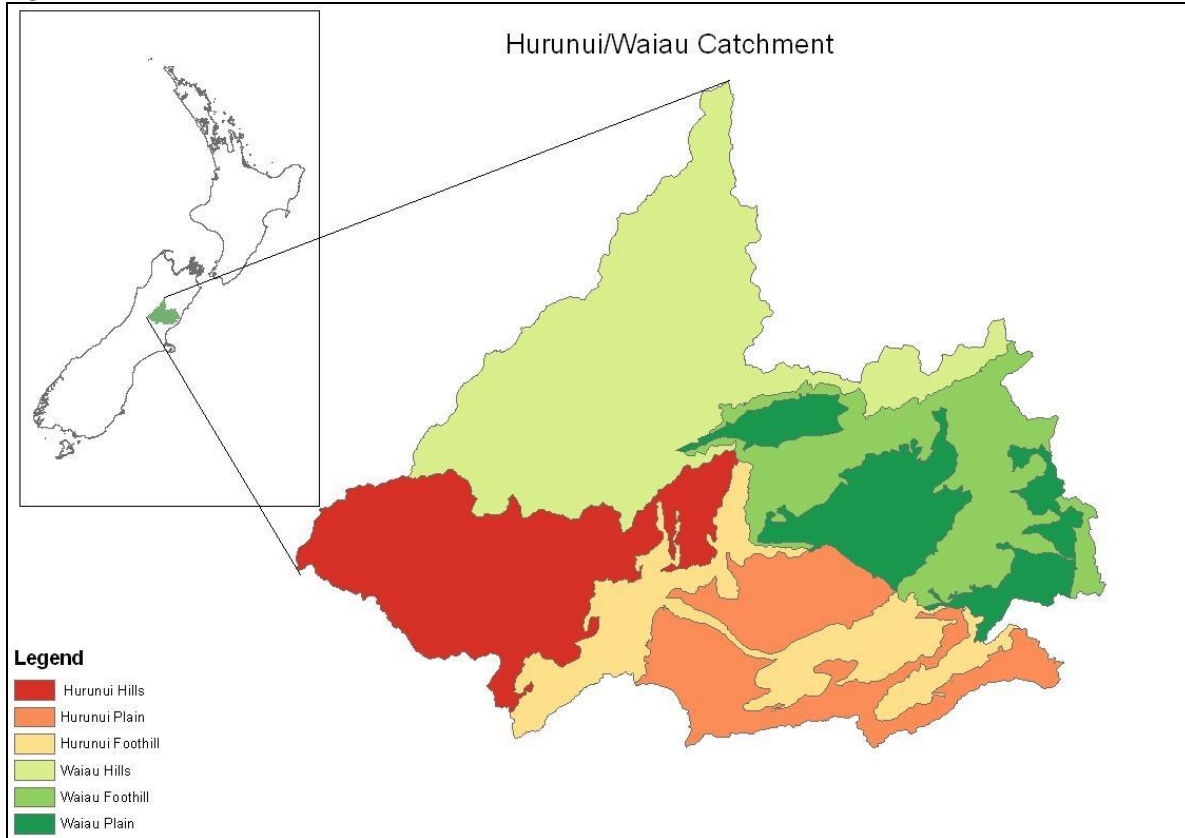 Hurunui/Waiau Catchment
Legend
Hurunui Hills
Hurunui Plain
Hurunui Foothill
Waiau Hills
Waiau Foothill
Waiau Plain